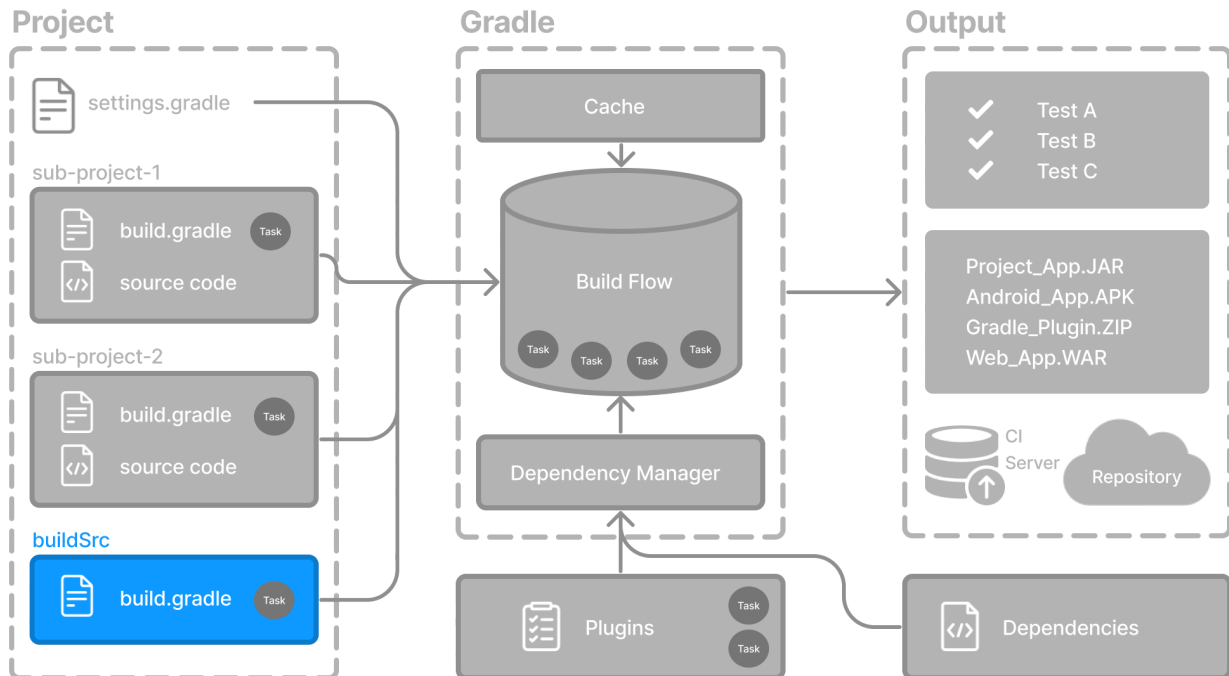 Project
settings.gradle
sub-project-1
build.gradle
Task
source code
sub-project-2
build.gradle
Task
source code
buildSrc
build.gradle
Task
Gradle
Cache
Build Flow
Task
Task
Task
Task
Dependency Manager
Plugins
Task
Task
Output
Test A
Test B
Test C
Project_App.JAR
Android_App.APK
Gradle_Plugin.ZIP
Web_App.WAR
CI
Server
Repository
Dependencies